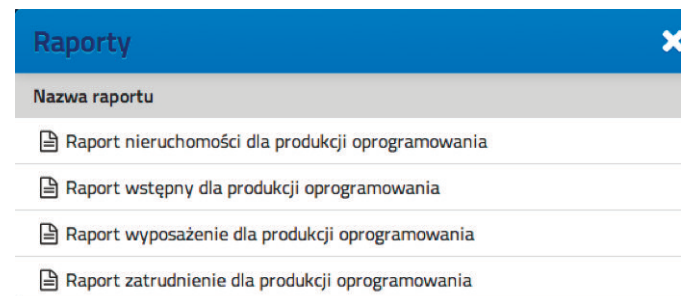 Raporty
Nazwa raportu
Raport nieruchomości dla produkcji oprogramowania
Raport wstępny dla produkcji oprogramowania
Raport wyposażenie dla produkcji oprogramowania
Raport zatrudnienie dla produkcji oprogramowania